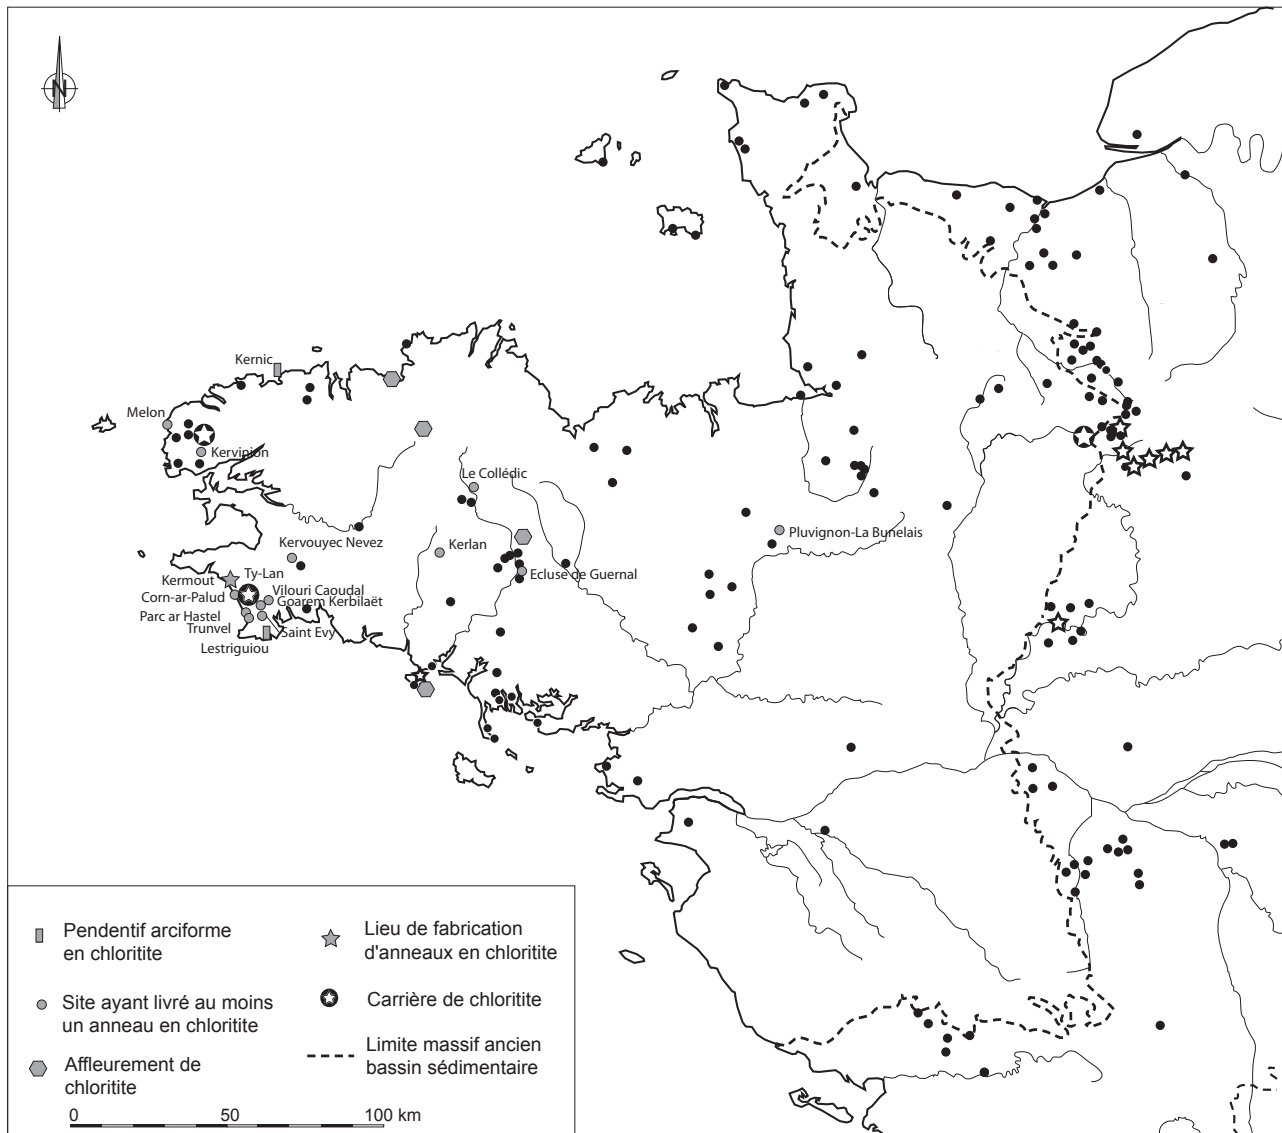 N
Kernic
Melon
Kervinion
Le Collédic
Pluvignon-La Bunelais
Kervouyec Nevez
Kerlan
Ecluse de Guernal
Kermout
Ty-Lan
Corn-ar-Palud
Vilouri Caoudal
Goarem Kerbilaët
Parc ar Hastel
Trunvel
Saint Evy
Lestriguiou
Pendentif arciforme
en chloritite
Site ayant livré au moins
un anneau en chloritite
Affleurement de
chloritite
Lieu de fabrication
d'anneaux en chloritite
Carrière de chloritite
Limite massif ancien
bassin sédimentaire
0 50 100 km